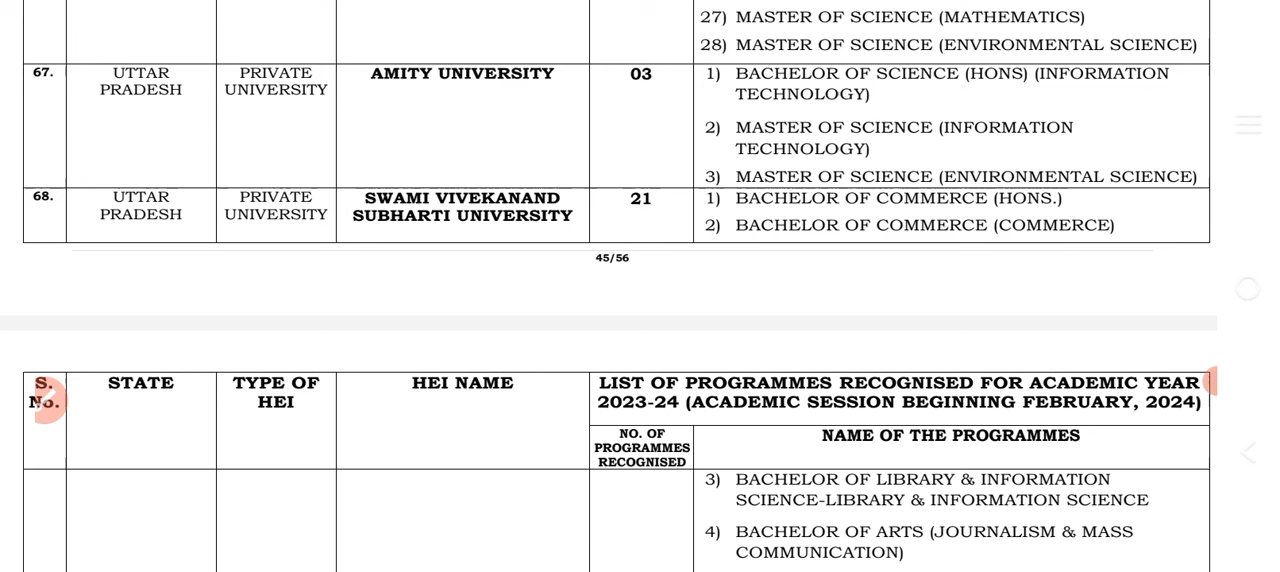 27) MASTER OF SCIENCE (MATHEMATICS)
28) MASTER OF SCIENCE (ENVIRONMENTAL SCIENCE)
67. UTTAR PRADESH PRIVATE UNIVERSITY AMITY UNIVERSITY 03
1) BACHELOR OF SCIENCE (HONS) (INFORMATION
TECHNOLOGY)
2) MASTER OF SCIENCE (INFORMATION
TECHNOLOGY)
3) MASTER OF SCIENCE (ENVIRONMENTAL SCIENCE)
68. UTTAR PRADESH PRIVATE UNIVERSITY SWAMI VIVEKANAND SUBHARTI UNIVERSITY 21
1) BACHELOR OF COMMERCE (HONS.)
2) BACHELOR OF COMMERCE (COMMERCE)
45/56
S. No. STATE TYPE OF HEI HEI NAME
LIST OF PROGRAMMES RECOGNISED FOR ACADEMIC YEAR
2023-24 (ACADEMIC SESSION BEGINNING FEBRUARY, 2024)
NO. OF
PROGRAMMES
RECOGNISED
NAME OF THE PROGRAMMES
3) BACHELOR OF LIBRARY & INFORMATION
SCIENCE-LIBRARY & INFORMATION SCIENCE
4) BACHELOR OF ARTS (JOURNALISM & MASS
COMMUNICATION)